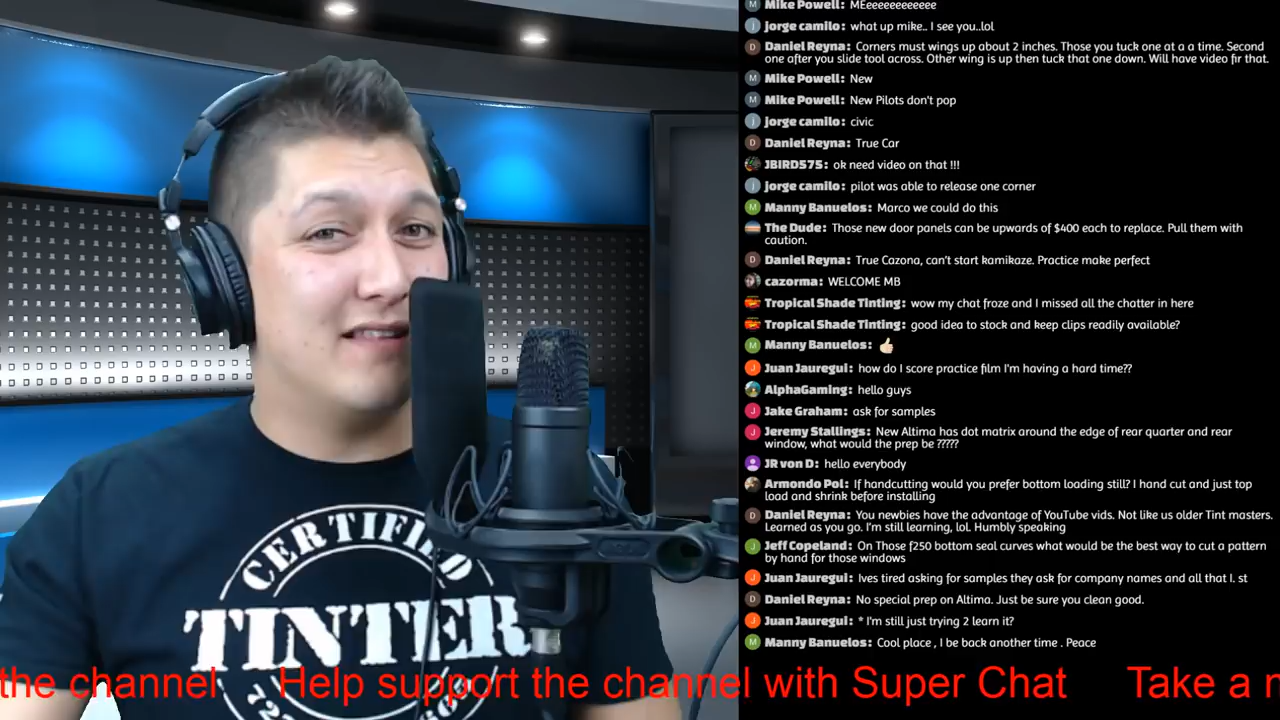 Mike Powell: MEeeeeeeeeeeee
jorge camilo: what up mike.. I see you..lol
Daniel Reyna: Corners must wings up about 2 inches. Those you tuck one at a a time. Second
one after you slide tool across. Other wing is up then tuck that one down. Will have video fir that.
Mike Powell: New
Mike Powell: New Pilots don't pop
jorge camilo: civic
Daniel Reyna: True Car
JBIRD575: ok need video on that !!!
jorge camilo: pilot was able to release one corner
Manny Banuelos: Marco we could do this
The Dude: Those new door panels can be upwards of $400 each to replace. Pull them with
caution.
Daniel Reyna: True Cazona, can't start kamikaze. Practice make perfect
cazorma: WELCOME MB
Tropical Shade Tinting: wow my chat froze and I missed all the chatter in here
Tropical Shade Tinting: good idea to stock and keep clips readily available?
Manny Banuelos: 👍🏻
Juan Jauregui: how do I score practice film I'm having a hard time??
AlphaGaming: hello guys
Jake Graham: ask for samples
Jeremy Stallings: New Altima has dot matrix around the edge of rear quarter and rear
window, what would the prep be ?????
JR von D: hello everybody
Armondo Pol: If handcutting would you prefer bottom loading still? I hand cut and just top
load and shrink before installing
Daniel Reyna: You newbies have the advantage of YouTube vids. Not like us older Tint masters.
Learned as you go. I'm still learning, lol. Humbly speaking
Jeff Copeland: On Those f250 bottom seal curves what would be the best way to cut a pattern
by hand for those windows
Juan Jauregui: Ives tired asking for samples they ask for company names and all that I. st
Daniel Reyna: No special prep on Altima. Just be sure you clean good.
Juan Jauregui: * I'm still just trying 2 learn it?
Manny Banuelos: Cool place , I be back another time . Peace
CERTIFIED
TINTER
the channel Help support the channel with Super Chat Take a